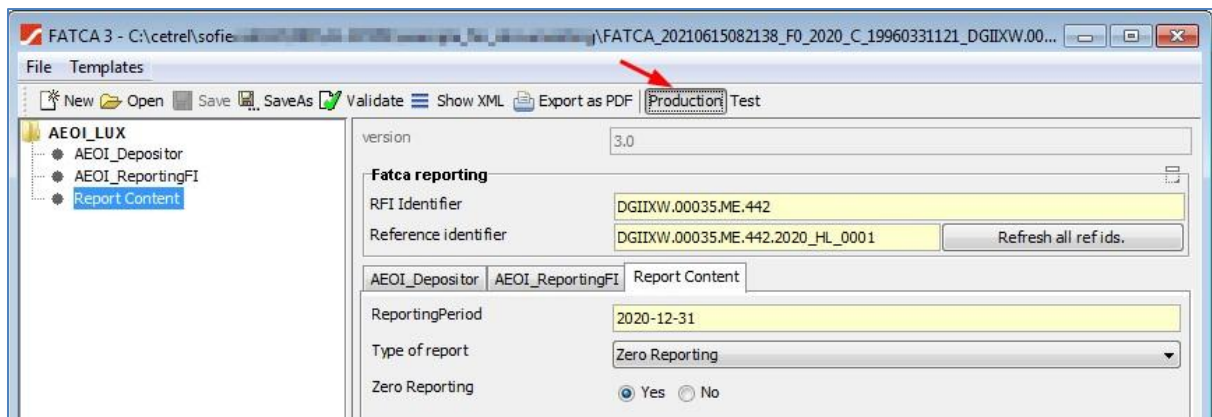 FATCA 3 - C:\cetrel\sofie \FATCA_20210615082138_F0_2020_C_19960331121_DGIIXW.00...
File Templates
New Open Save SaveAs Validate Show XML Export as PDF Production Test
AEOI_LUX
AEOI_Depositor
AEOI_ReportingFI
Report Content
version 3.0
Fatca reporting
RFI Identifier DGIIXW.00035.ME.442
Reference identifier DGIIXW.00035.ME.442.2020_HL_0001 Refresh all ref ids.
AEOI_Depositor AEOI_ReportingFI Report Content
ReportingPeriod 2020-12-31
Type of report Zero Reporting
Zero Reporting Yes No